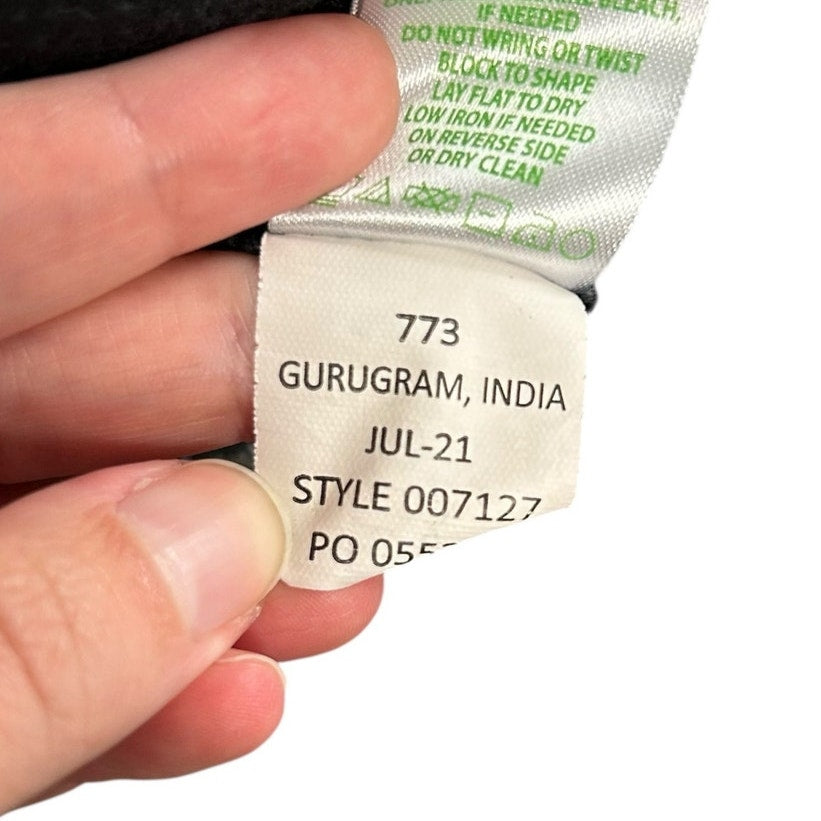 BLEACH,
IF NEEDED
DO NOT WRING OR TWIST
BLOCK TO SHAPE
LAY FLAT TO DRY
LOW IRON IF NEEDED
ON REVERSE SIDE
OR DRY CLEAN
773
GURUGRAM, INDIA
JUL-21
STYLE 007127
PO